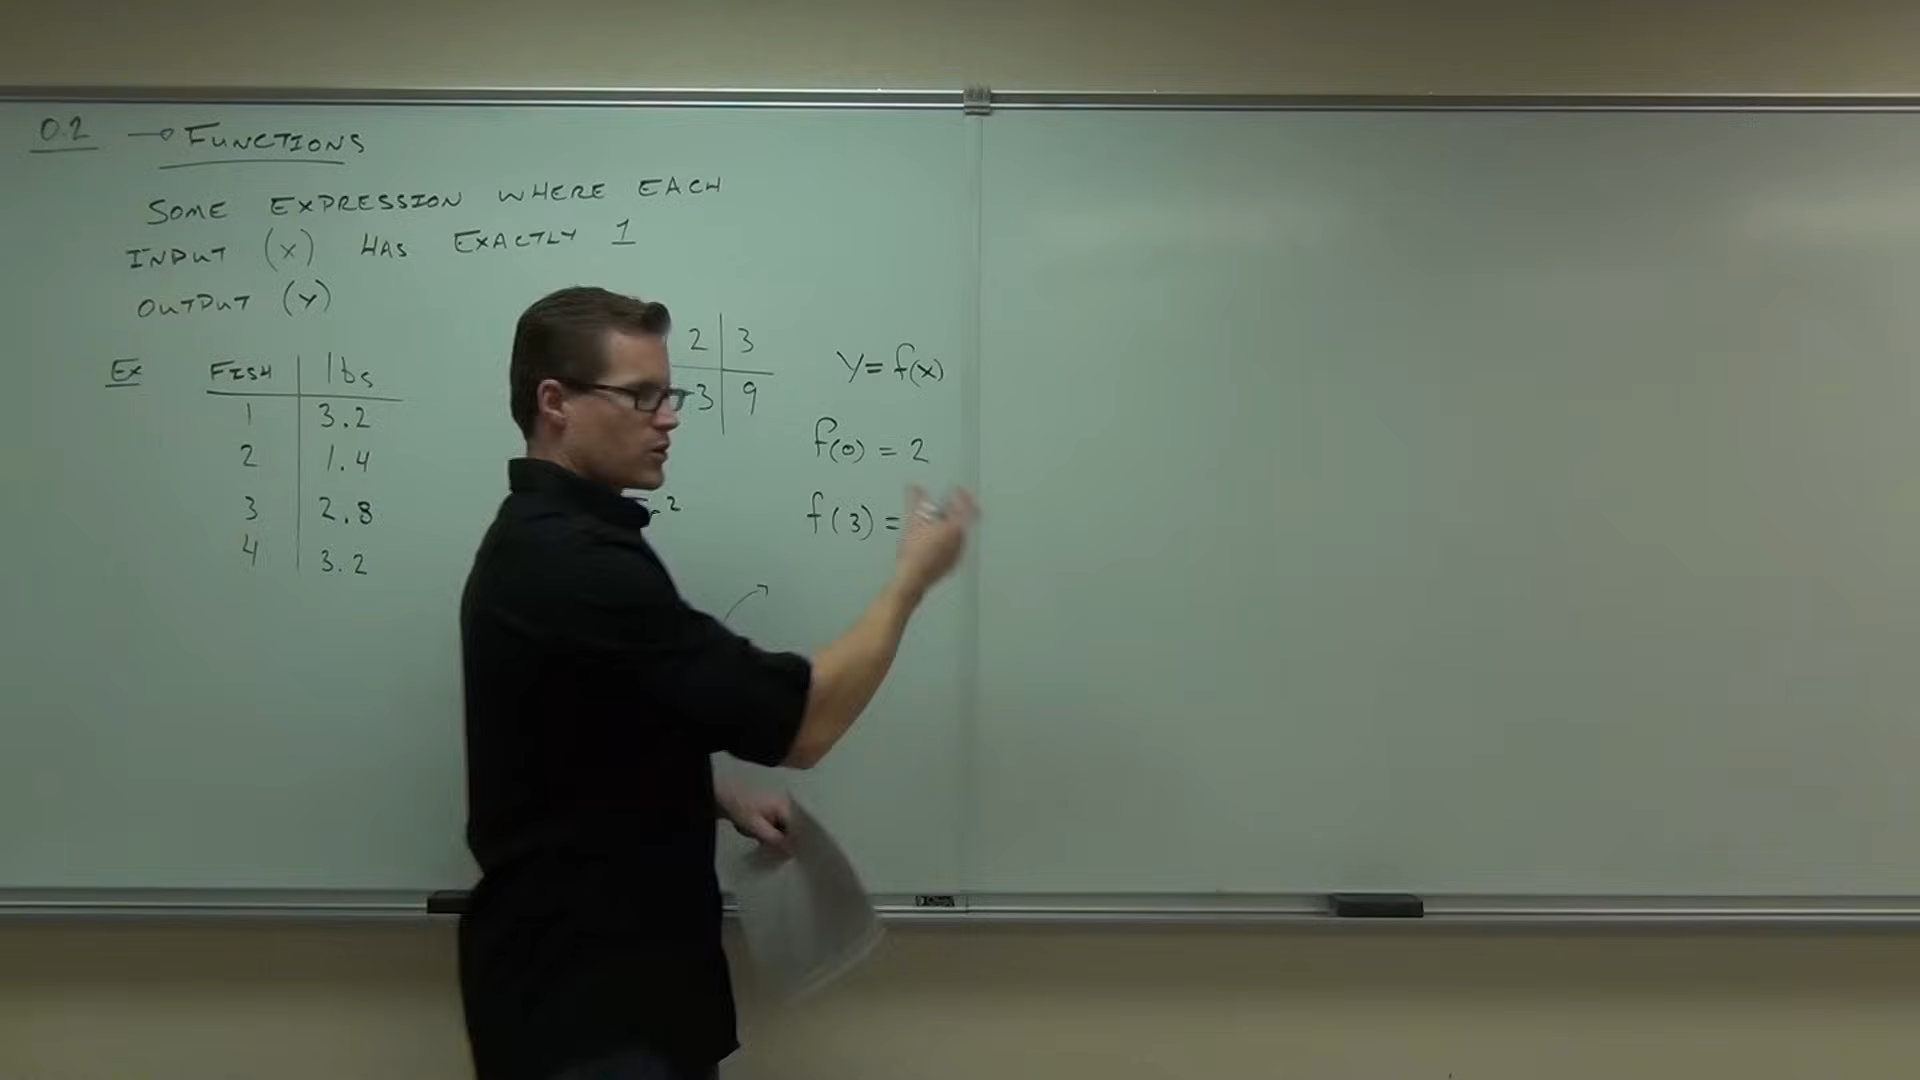 0.2 → FUNCTIONS
SOME EXPRESSION WHERE EACH
INPUT (X) HAS EXACTLY 1
OUTPUT (Y)
EX
FISH | lbs
1 | 3.2
2 | 1.4
3 | 2.8
4 | 3.2
2 | 3
-3 | 9
r²
Y = f(x)
f(0) = 2
f(3) =